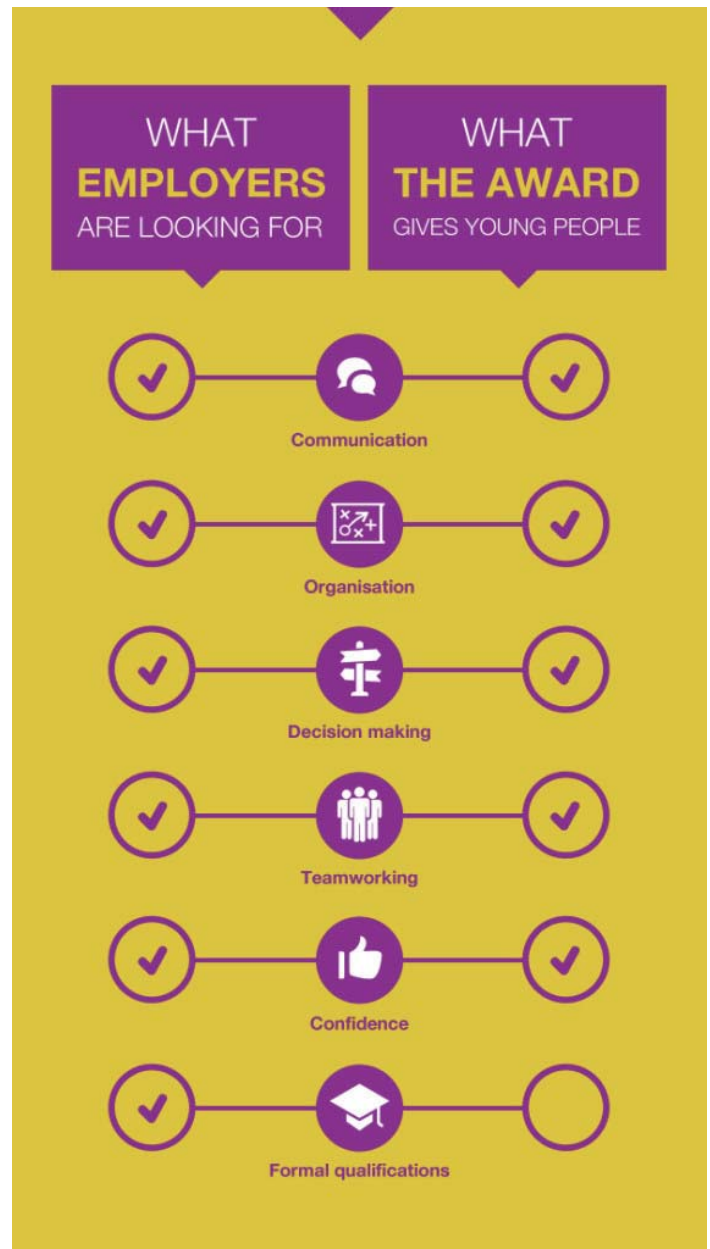 WHAT
EMPLOYERS
ARE LOOKING FOR
WHAT
THE AWARD
GIVES YOUNG PEOPLE
Communication
Organisation
Decision making
Teamworking
Confidence
Formal qualifications